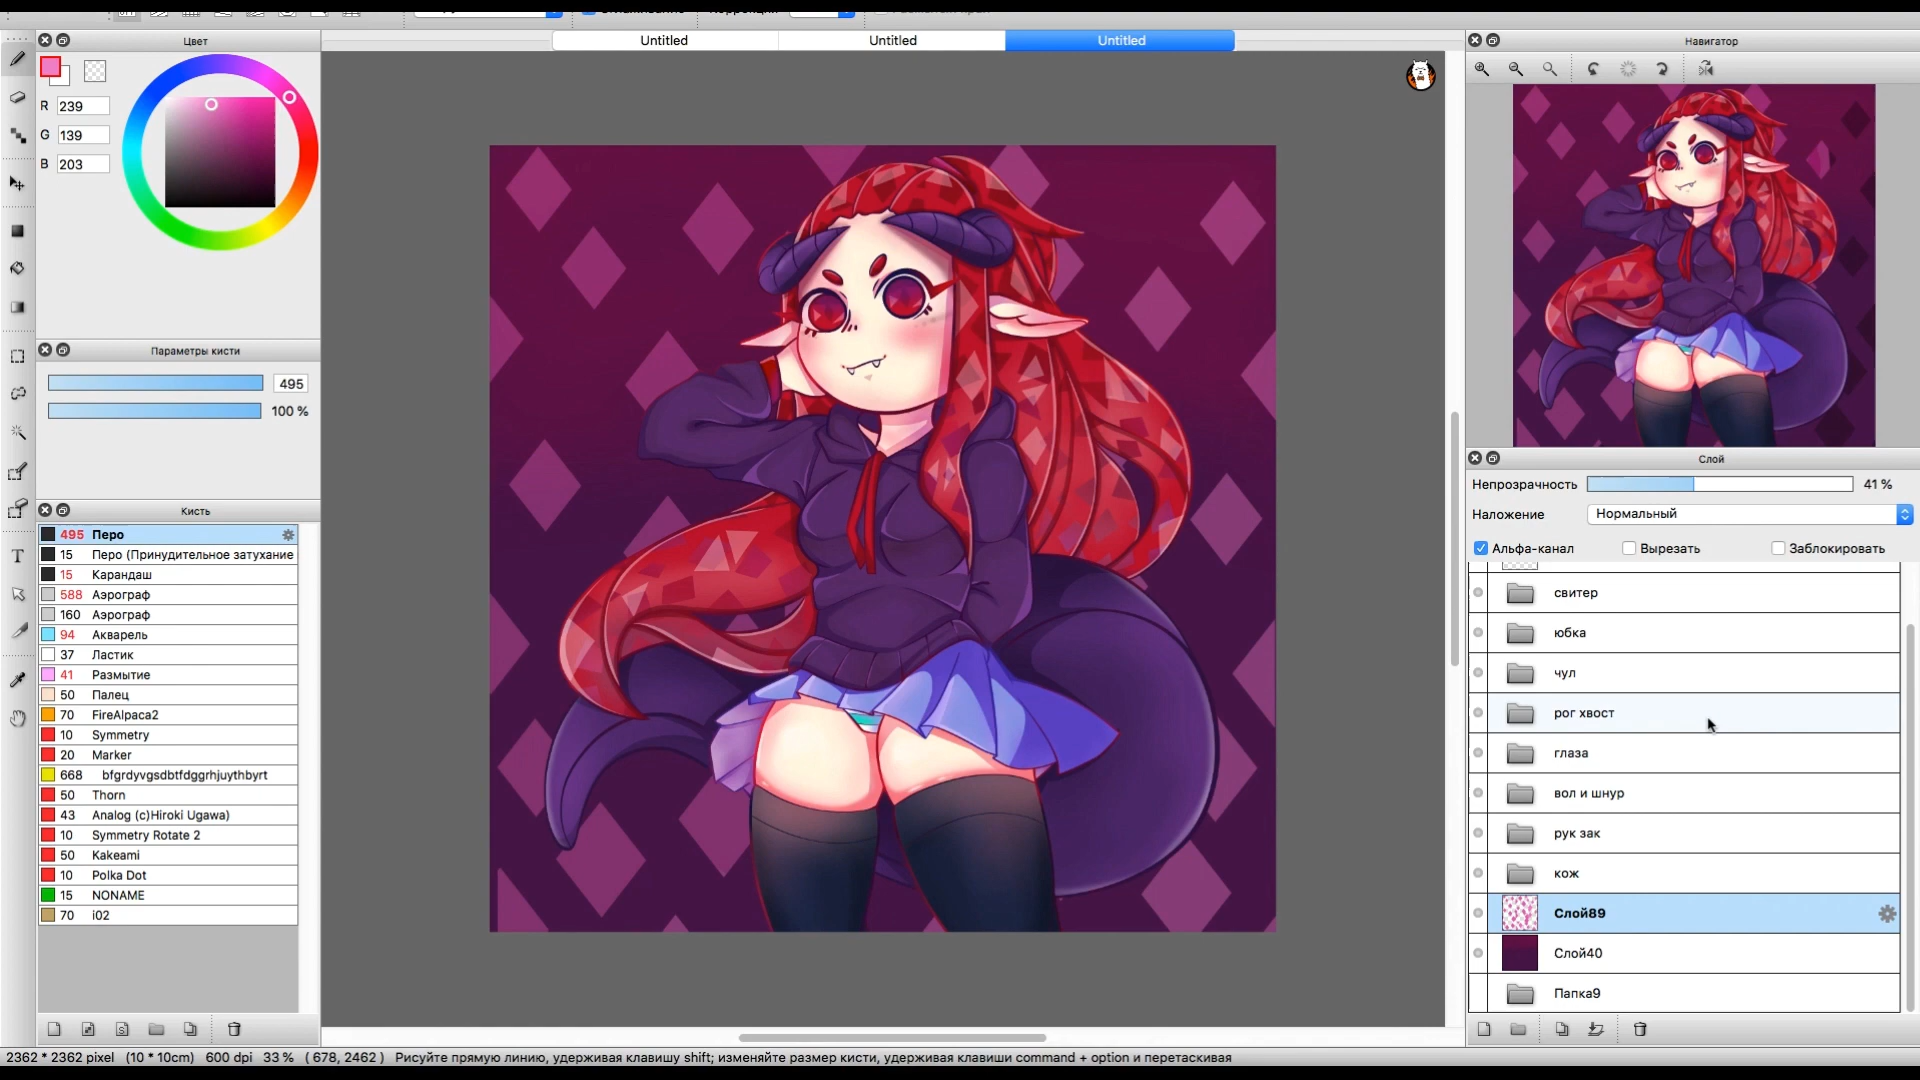 Untitled
Untitled
Untitled
Цвет
R 239
G 139
B 203
Параметры кисти
495
100 %
Кисть
495 Перо
15 Перо (Принудительное затухание
15 Карандаш
588 Аэрограф
160 Аэрограф
94 Акварель
37 Ластик
41 Размытие
50 Палец
70 FireAlpaca2
10 Symmetry
20 Marker
668 bfgrdyvgsdbtfdggrhjuythbyrt
50 Thorn
43 Analog (c)Hiroki Ugawa)
10 Symmetry Rotate 2
50 Kakeami
10 Polka Dot
15 NONAME
70 i02
Навигатор
Слой
Непрозрачность 41 %
Наложение Нормальный
Альфа-канал Вырезать Заблокировать
свитер
юбка
чул
рог хвост
глаза
вол и шнур
рук зак
кож
Слой89
Слой40
Папка9
2362 * 2362 pixel (10 * 10cm) 600 dpi 33 % ( 678, 2462 ) Рисуйте прямую линию, удерживая клавишу shift; изменяйте размер кисти, удерживая клавиши command + option и перетаскивая